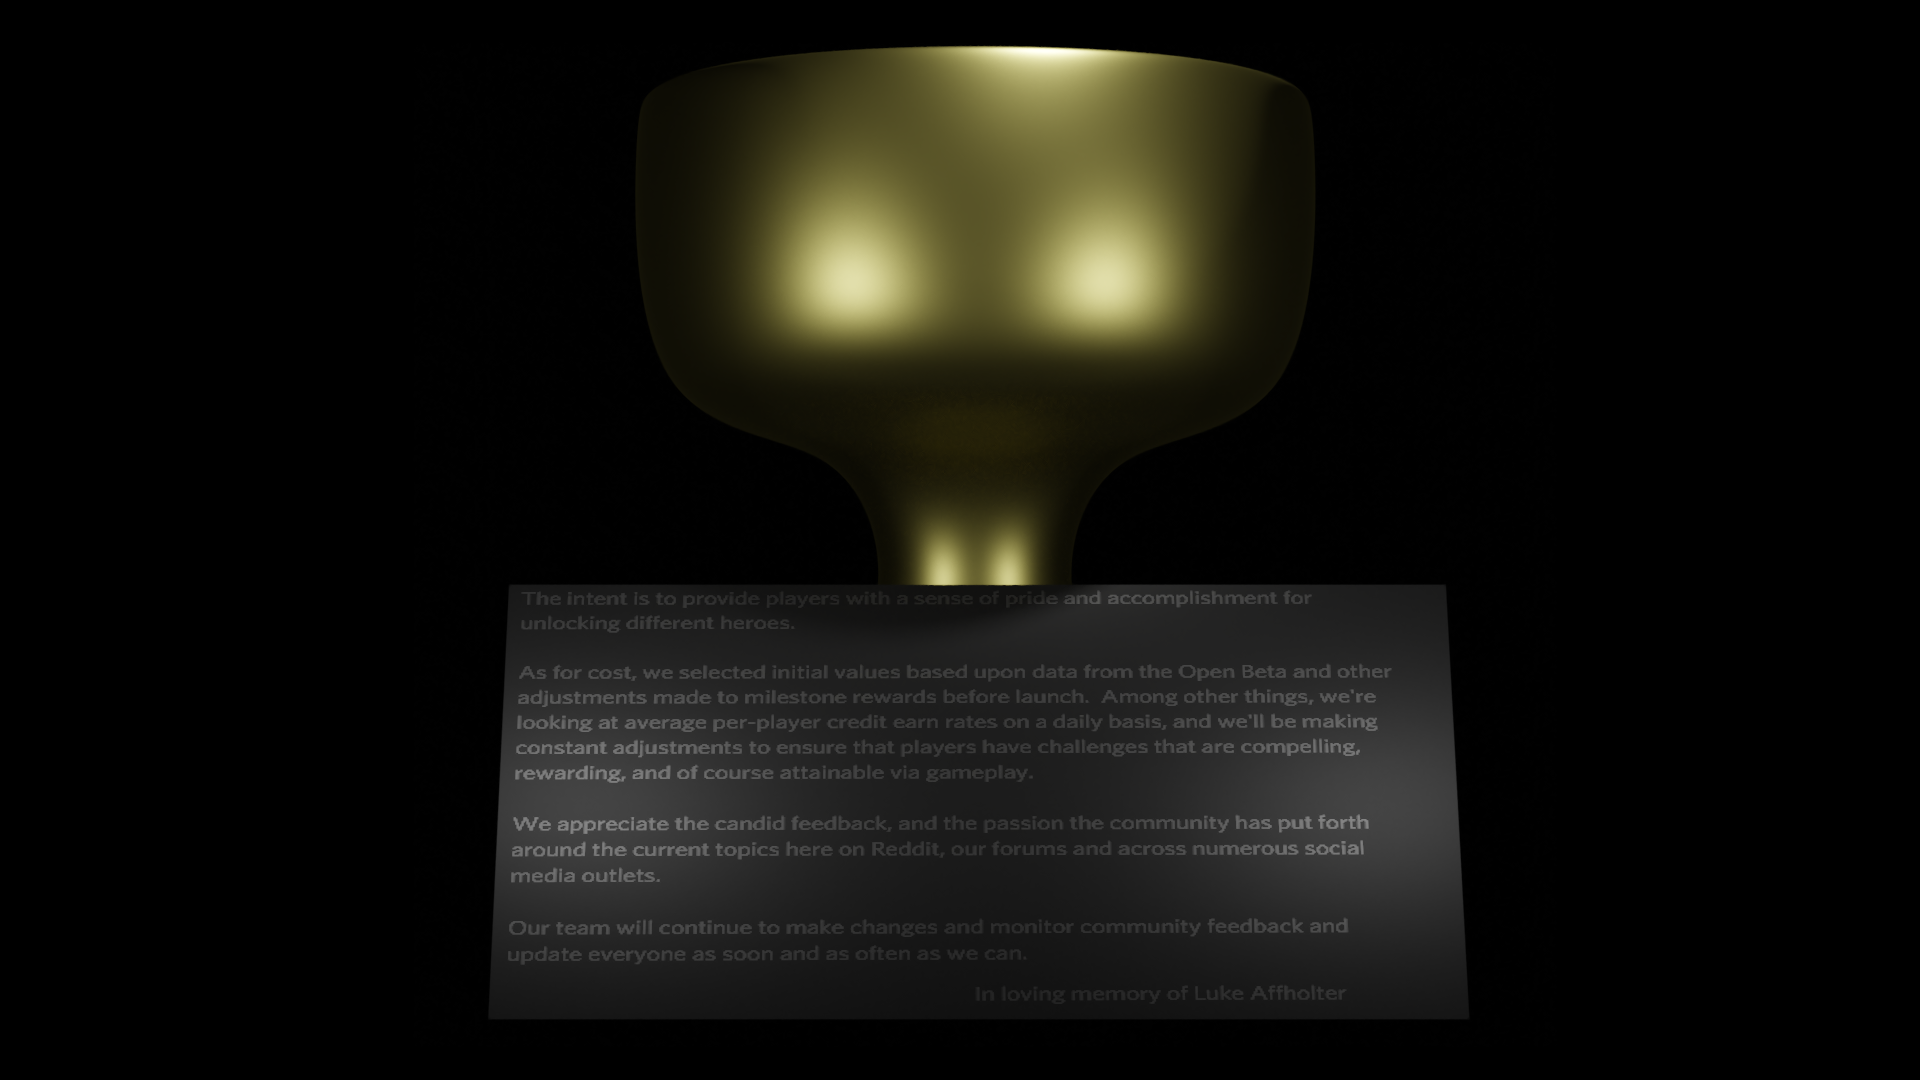 The intent is to provide players with a sense of pride and accomplishment for
unlocking different heroes.
As for cost, we selected initial values based upon data from the Open Beta and other
adjustments made to milestone rewards before launch.  Among other things, we're
looking at average per-player credit earn rates on a daily basis, and we'll be making
constant adjustments to ensure that players have challenges that are compelling,
rewarding, and of course attainable via gameplay.
We appreciate the candid feedback, and the passion the community has put forth
around the current topics here on Reddit, our forums and across numerous social
media outlets.
Our team will continue to make changes and monitor community feedback and
update everyone as soon and as often as we can.
In loving memory of Luke Affholter